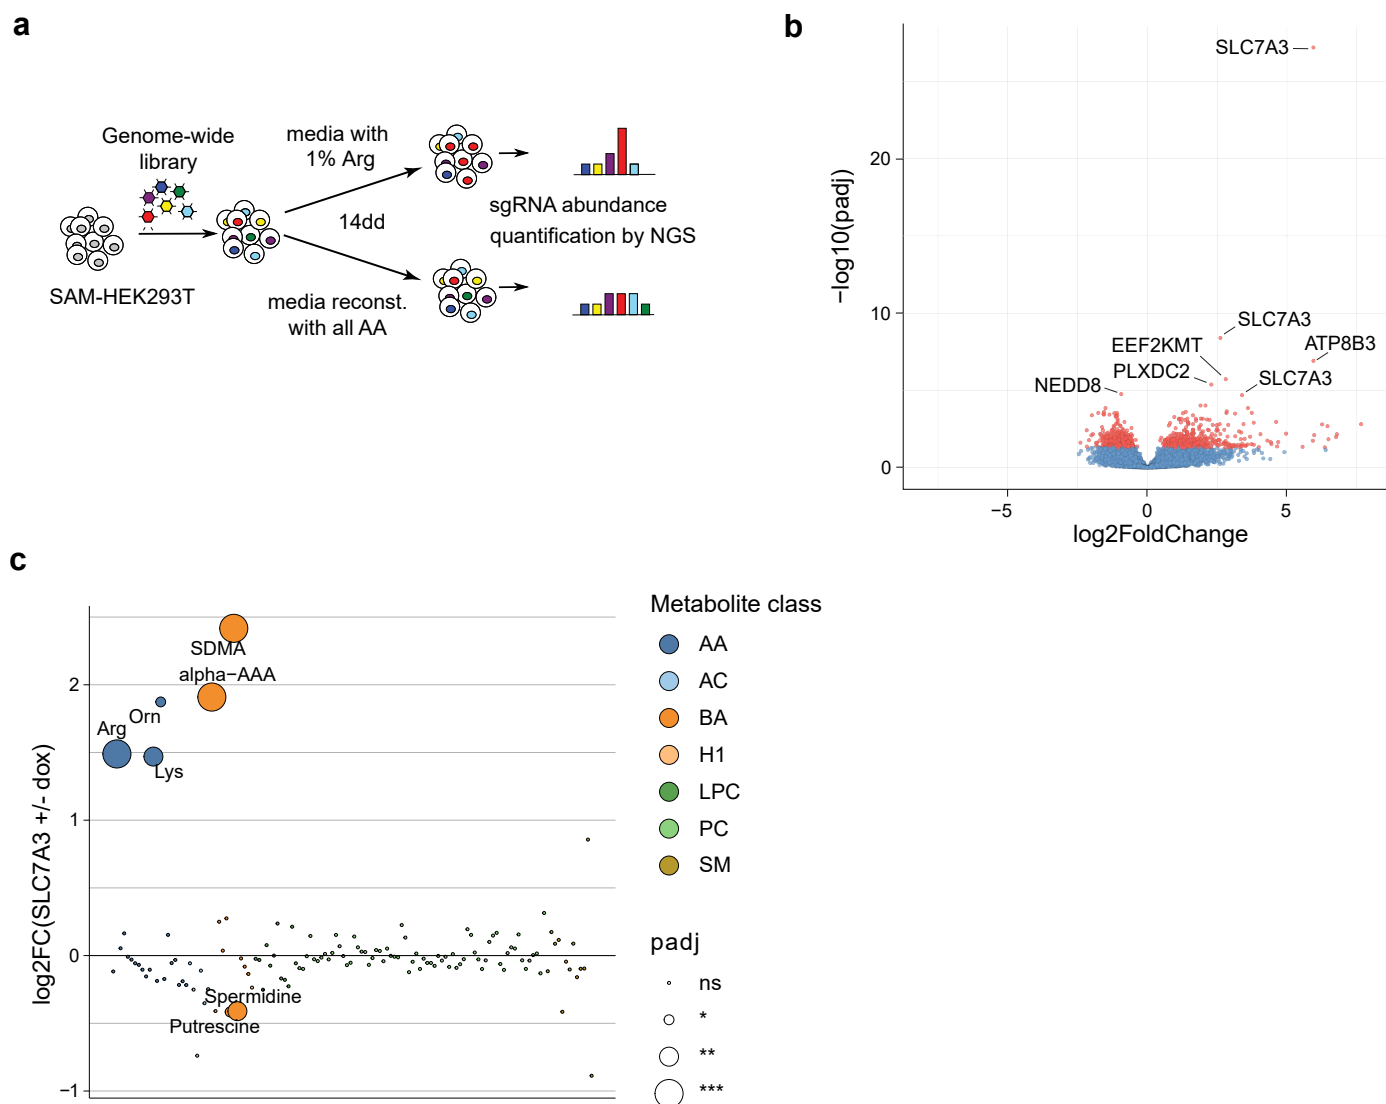 a
Genome-wide
library
SAM-HEK293T
media with
1% Arg
14dd
media reconst.
with all AA
sgRNA abundance
quantification by NGS
b
SLC7A3
SLC7A3
ATP8B3
EEF2KMT
PLXDC2
SLC7A3
NEDD8
20
10
0
−log10(padj)
−5
0
5
log2FoldChange
c
SDMA
alpha−AAA
Orn
Arg
Lys
Spermidine
Putrescine
2
1
0
−1
log2FC(SLC7A3 +/- dox)
Metabolite class
AA
AC
BA
H1
LPC
PC
SM
padj
ns
*
**
***